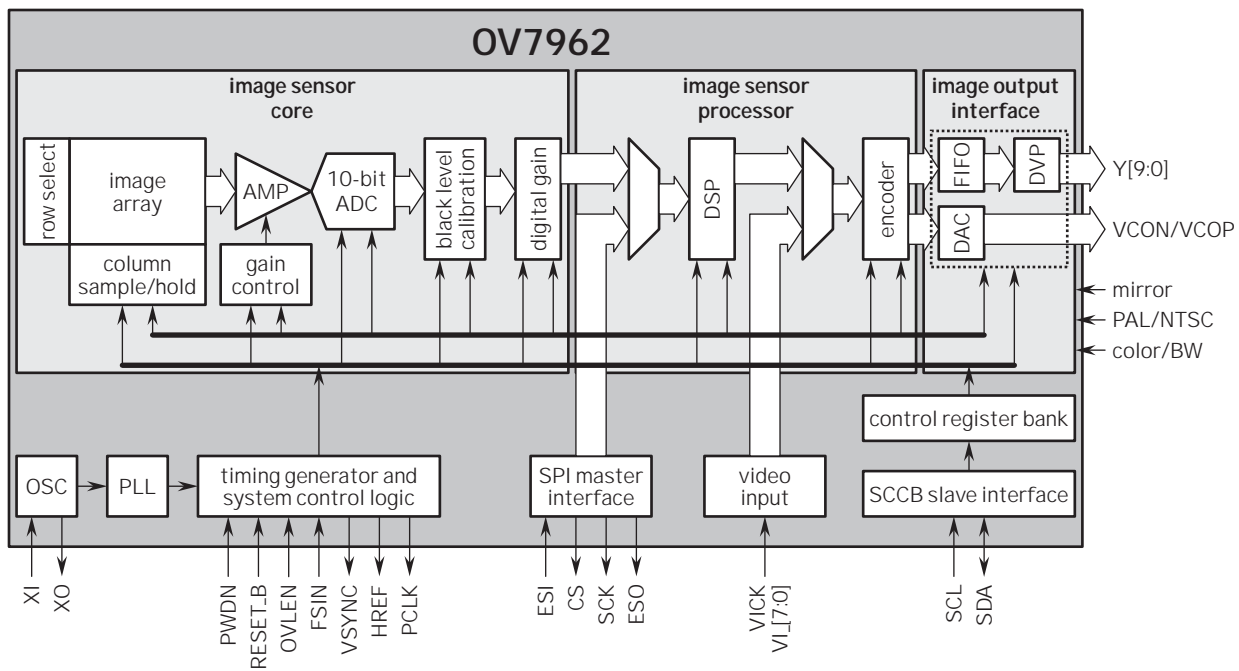 OV7962
image sensor
core
image sensor
processor
image output
interface
row select
image
array
AMP
10-bit
ADC
black level
calibration
digital gain
DSP
encoder
FIFO
DVP
DAC
Y[9:0]
VCON/VCOP
column
sample/hold
gain
control
mirror
PAL/NTSC
color/BW
control register bank
OSC
PLL
timing generator and
system control logic
SPI master
interface
video
input
SCCB slave interface
XI
XO
PWDN
RESET_B
OVLEN
FSIN
VSYNC
HREF
PCLK
ESI
CS
SCK
ESO
VICK
VI_[7:0]
SCL
SDA